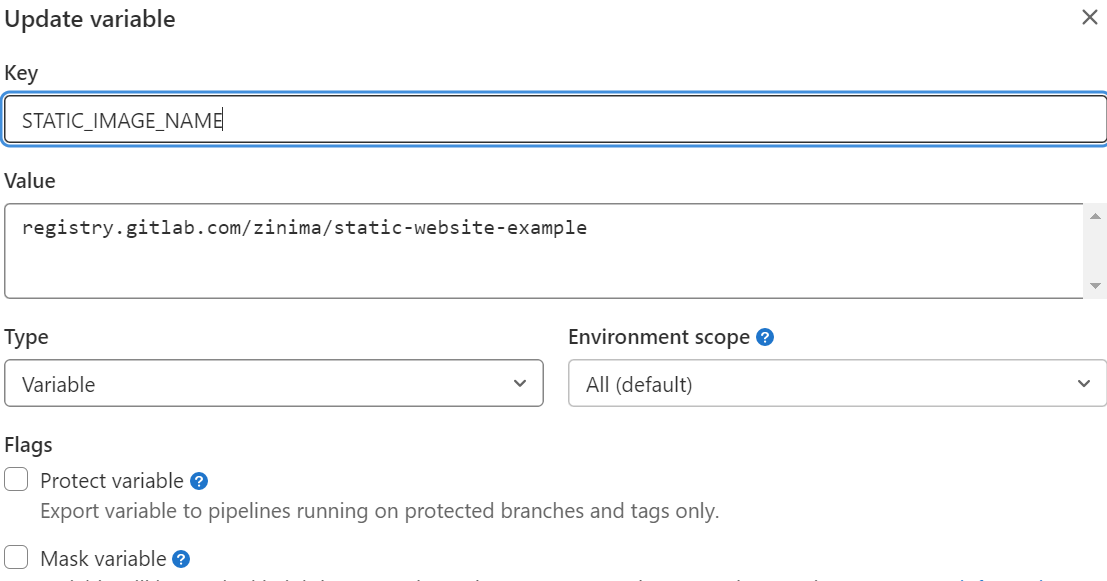 Update variable
Key
STATIC_IMAGE_NAME
Value
registry.gitlab.com/zinima/static-website-example
Type
Environment scope ?
Variable
All (default)
Flags
Protect variable ?
Export variable to pipelines running on protected branches and tags only.
Mask variable ?